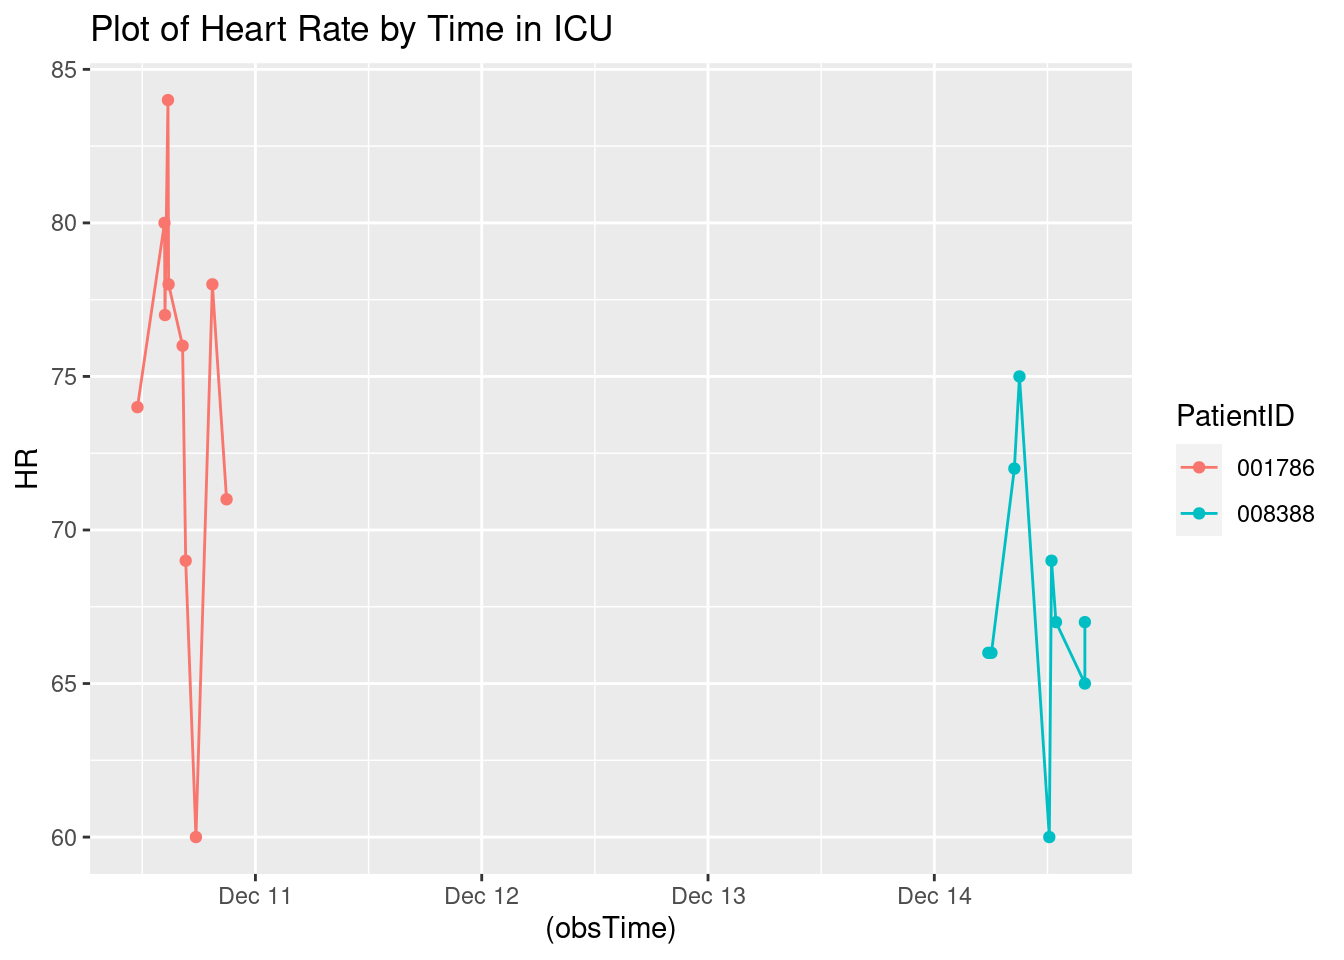 Plot of Heart Rate by Time in ICU
85
80
75
70
65
60
HR
Dec 11
Dec 12
Dec 13
Dec 14
(obsTime)
PatientID
001786
008388